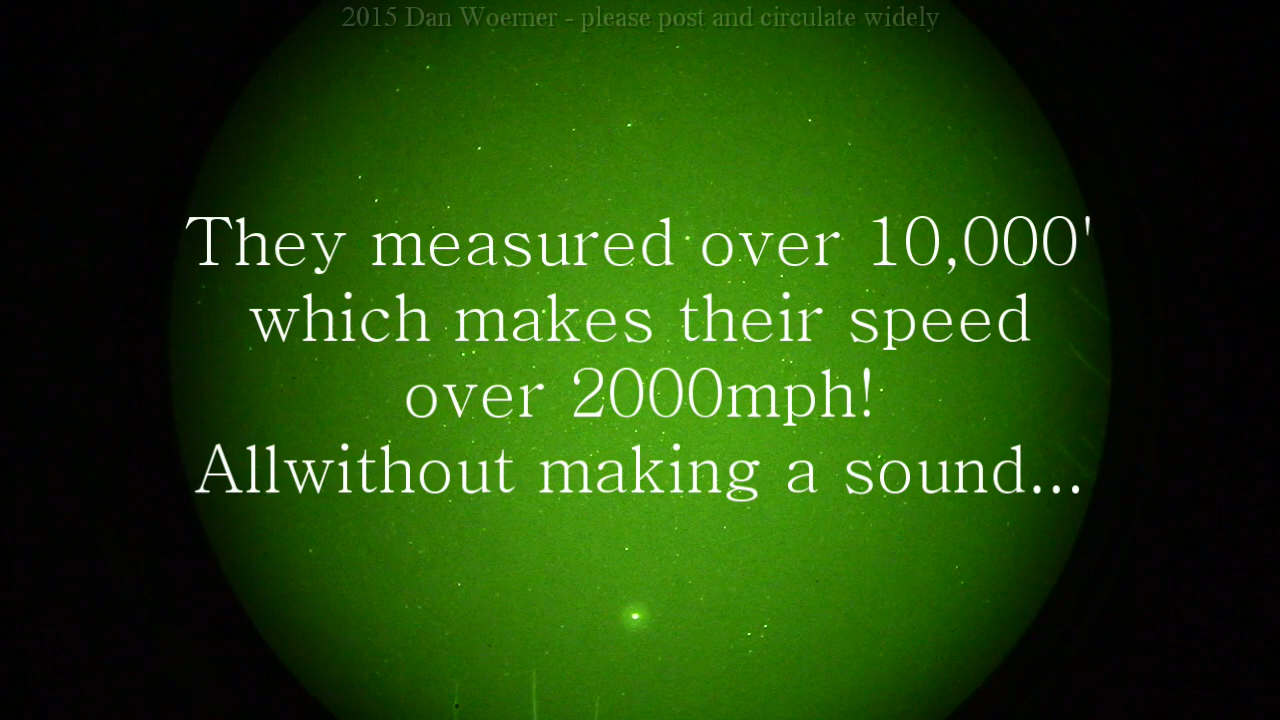 2015 Dan Woerner - please post and circulate widely
They measured over 10,000'
which makes their speed
over 2000mph!
Allwithout making a sound...